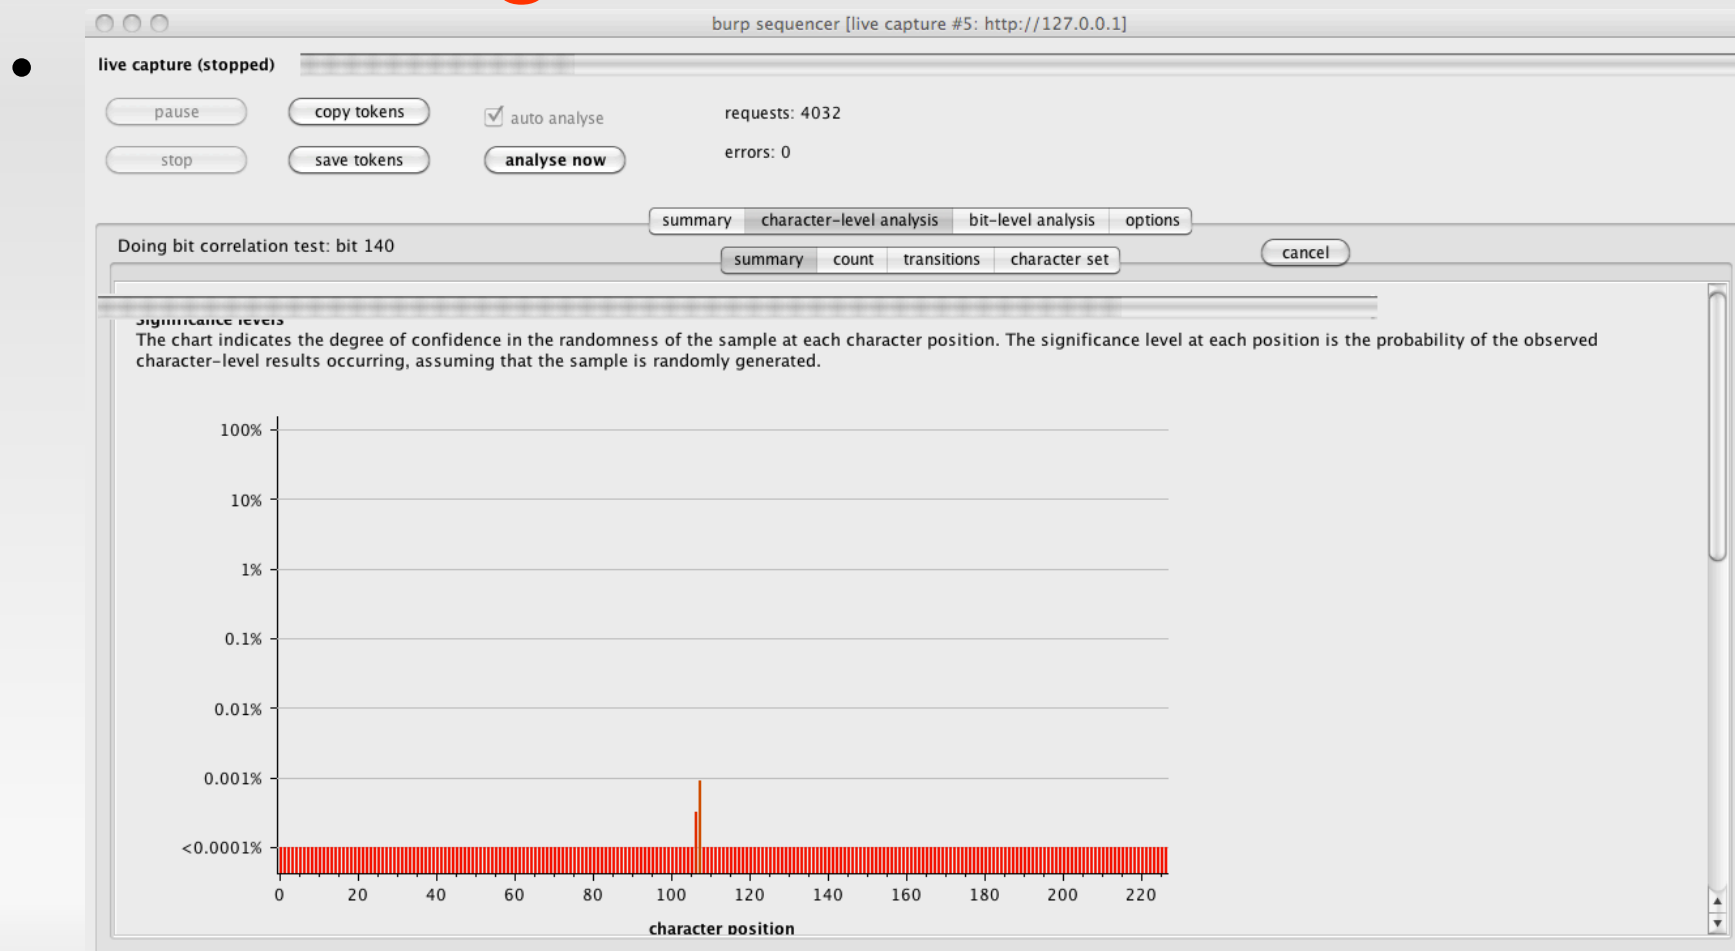 burp sequencer [live capture #5: http://127.0.0.1]
live capture (stopped)
pause copy tokens auto analyse requests: 4032
stop save tokens analyse now errors: 0
summary character-level analysis bit-level analysis options
Doing bit correlation test: bit 140
summary count transitions character set cancel
Significance levels
The chart indicates the degree of confidence in the randomness of the sample at each character position. The significance level at each position is the probability of the observed
character-level results occurring, assuming that the sample is randomly generated.
100%
10%
1%
0.1%
0.01%
0.001%
<0.0001%
0 20 40 60 80 100 120 140 160 180 200 220
character position